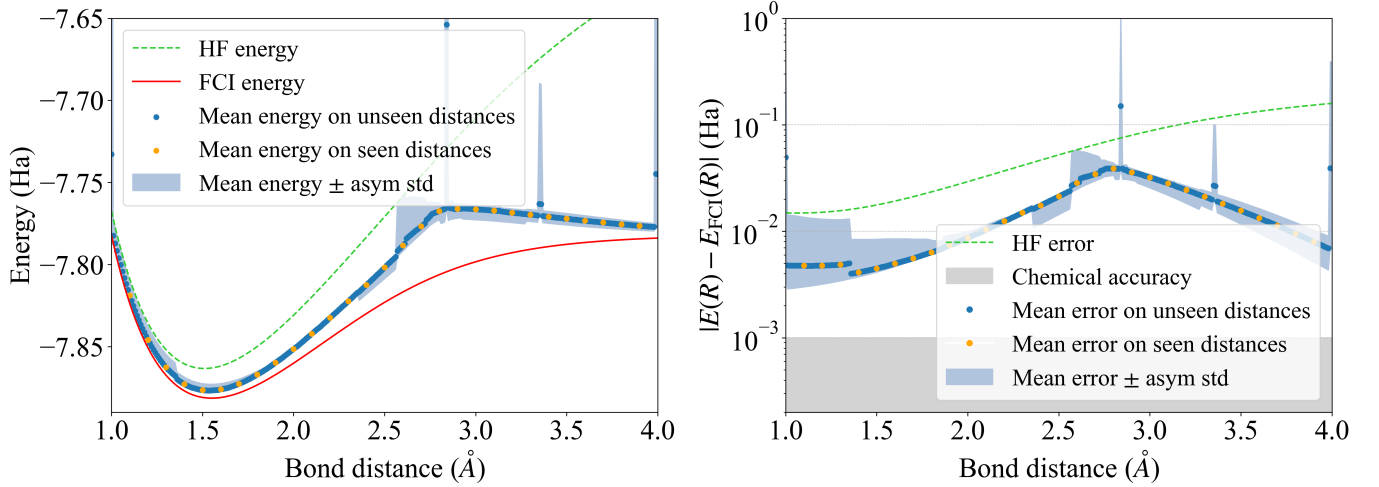 −7.65
−7.70
−7.75
−7.80
−7.85
Energy (Ha)
HF energy
FCI energy
Mean energy on unseen distances
Mean energy on seen distances
Mean energy ± asym std
1.0 1.5 2.0 2.5 3.0 3.5 4.0
Bond distance (Å)
10⁰
10⁻¹
10⁻²
10⁻³
|E(R) − E_FCI(R)| (Ha)
HF error
Chemical accuracy
Mean error on unseen distances
Mean error on seen distances
Mean error ± asym std
1.0 1.5 2.0 2.5 3.0 3.5 4.0
Bond distance (Å)